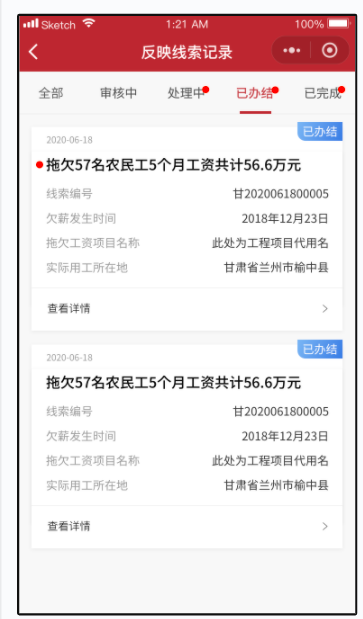 Sketch 1:21 AM 100%
反映线索记录
全部 审核中 处理中 已办结 已完成
已办结
2020-06-18
拖欠57名农民工5个月工资共计56.6万元
线索编号 甘2020061800005
欠薪发生时间 2018年12月23日
拖欠工资项目名称 此处为工程项目代用名
实际用工所在地 甘肃省兰州市榆中县
查看详情
已办结
2020-06-18
拖欠57名农民工5个月工资共计56.6万元
线索编号 甘2020061800005
欠薪发生时间 2018年12月23日
拖欠工资项目名称 此处为工程项目代用名
实际用工所在地 甘肃省兰州市榆中县
查看详情